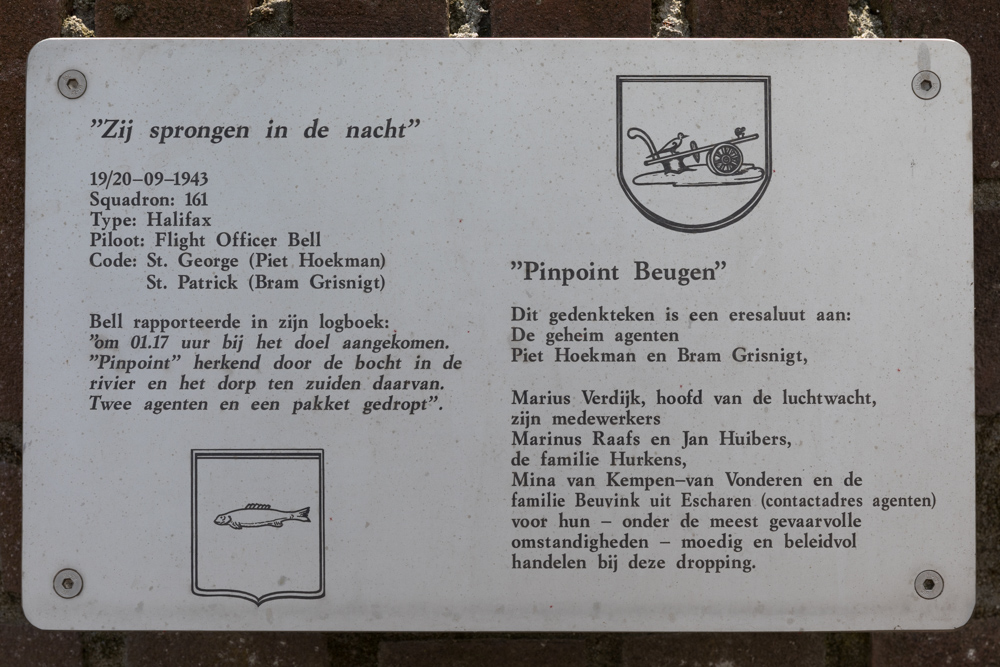 ”Zij sprongen in de nacht”
19/20–09–1943
Squadron: 161
Type: Halifax
Piloot: Flight Officer Bell
Code: St. George (Piet Hoekman)
St. Patrick (Bram Grisnigt)
Bell rapporteerde in zijn logboek:
”om 01.17 uur bij het doel aangekomen.
”Pinpoint” herkend door de bocht in de
rivier en het dorp ten zuiden daarvan.
Twee agenten en een pakket gedropt”.
”Pinpoint Beugen”
Dit gedenkteken is een eresaluut aan:
De geheim agenten
Piet Hoekman en Bram Grisnigt,
Marius Verdijk, hoofd van de luchtwacht,
zijn medewerkers
Marinus Raafs en Jan Huibers,
de familie Hurkens,
Mina van Kempen–van Vonderen en de
familie Beuvink uit Escharen (contactadres agenten)
voor hun – onder de meest gevaarvolle
omstandigheden – moedig en beleidvol
handelen bij deze dropping.